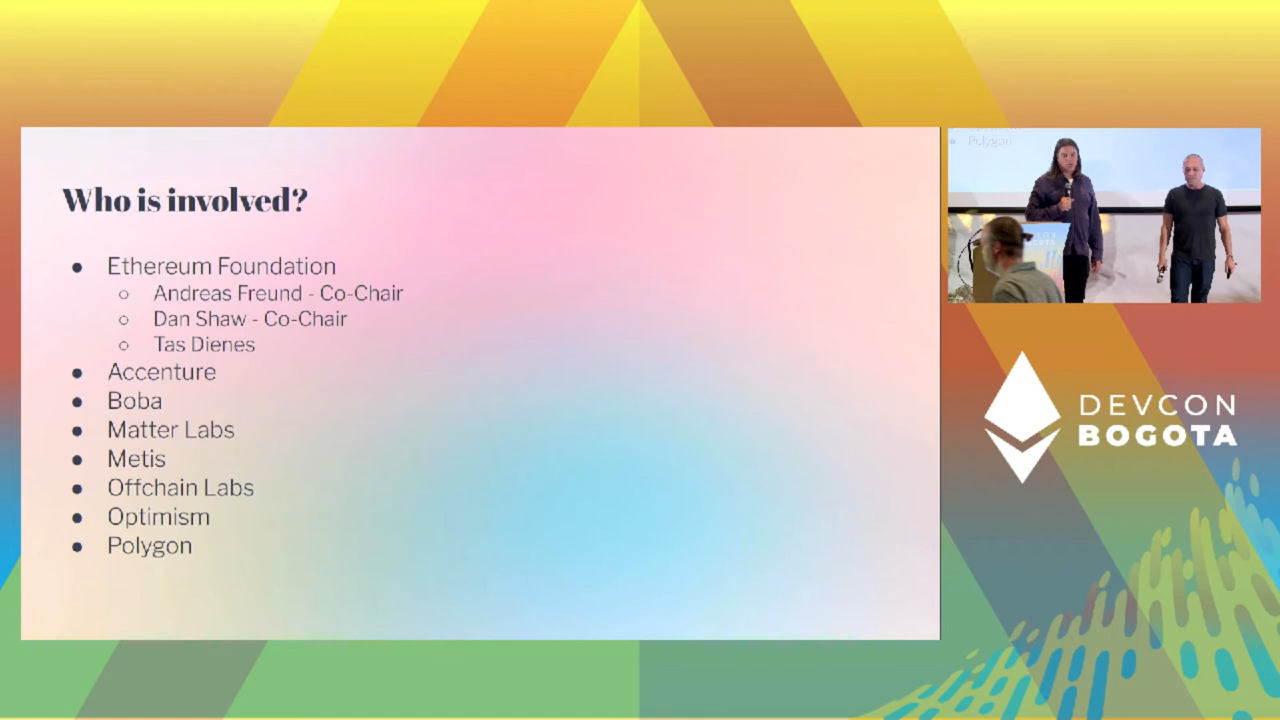 Who is involved?
● Ethereum Foundation
○ Andreas Freund - Co-Chair
○ Dan Shaw - Co-Chair
○ Tas Dienes
● Accenture
● Boba
● Matter Labs
● Metis
● Offchain Labs
● Optimism
● Polygon
● Polygon
BOGOTA
DEVCON
BOGOTA